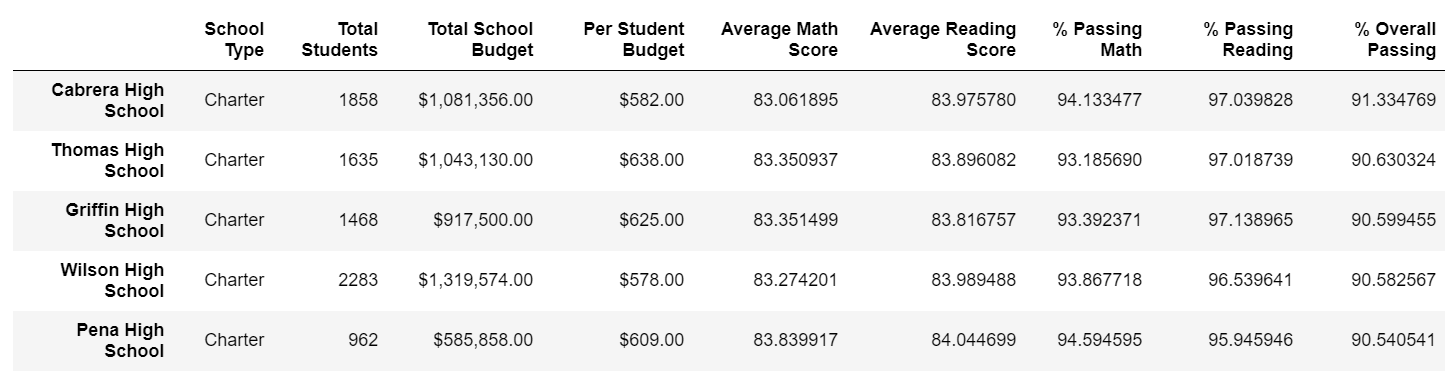 School Type Total Students Total School Budget Per Student Budget Average Math Score Average Reading Score % Passing Math % Passing Reading % Overall Passing
Cabrera High School Charter 1858 $1,081,356.00 $582.00 83.061895 83.975780 94.133477 97.039828 91.334769
Thomas High School Charter 1635 $1,043,130.00 $638.00 83.350937 83.896082 93.185690 97.018739 90.630324
Griffin High School Charter 1468 $917,500.00 $625.00 83.351499 83.816757 93.392371 97.138965 90.599455
Wilson High School Charter 2283 $1,319,574.00 $578.00 83.274201 83.989488 93.867718 96.539641 90.582567
Pena High School Charter 962 $585,858.00 $609.00 83.839917 84.044699 94.594595 95.945946 90.540541